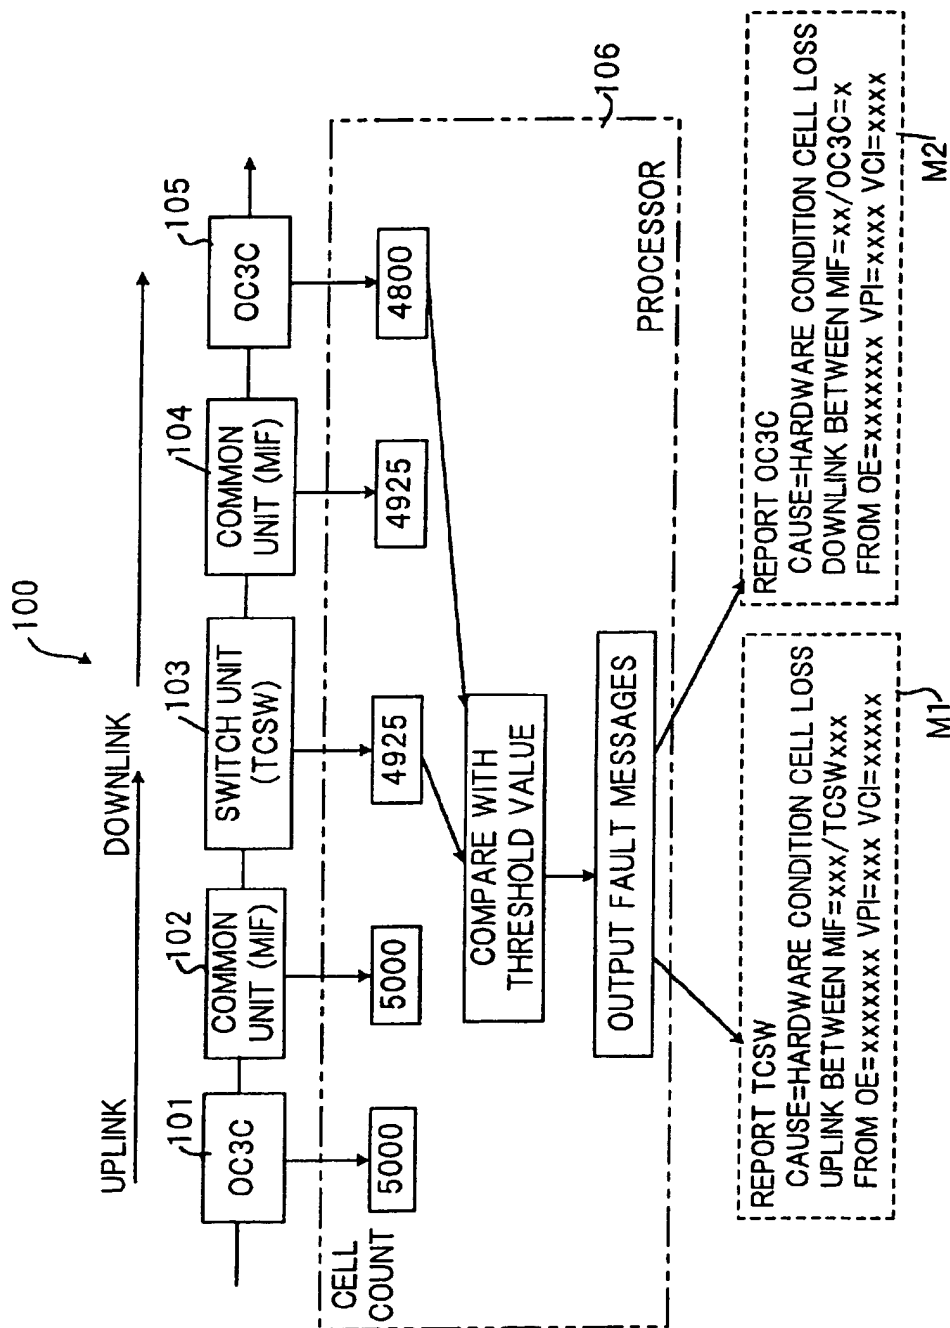 100
UPLINK
DOWNLINK
101
OC3C
102
COMMON
UNIT (MIF)
103
SWITCH UNIT
(TCSW)
104
COMMON
UNIT (MIF)
105
OC3C
CELL
COUNT
5000
5000
4925
4925
4800
106
COMPARE WITH
THRESHOLD VALUE
OUTPUT FAULT MESSAGES
PROCESSOR
REPORT TCSW
CAUSE=HARDWARE CONDITION CELL LOSS
UPLINK BETWEEN MIF=xxx/TCSWxxx
FROM OE=xxxxxxx VPI=xxx VCI=xxxxx
M1
REPORT OC3C
CAUSE=HARDWARE CONDITION CELL LOSS
DOWNLINK BETWEEN MIF=xx/OC3C=x
FROM OE=xxxxxxx VPI=xxxx VCI=xxxx
M2